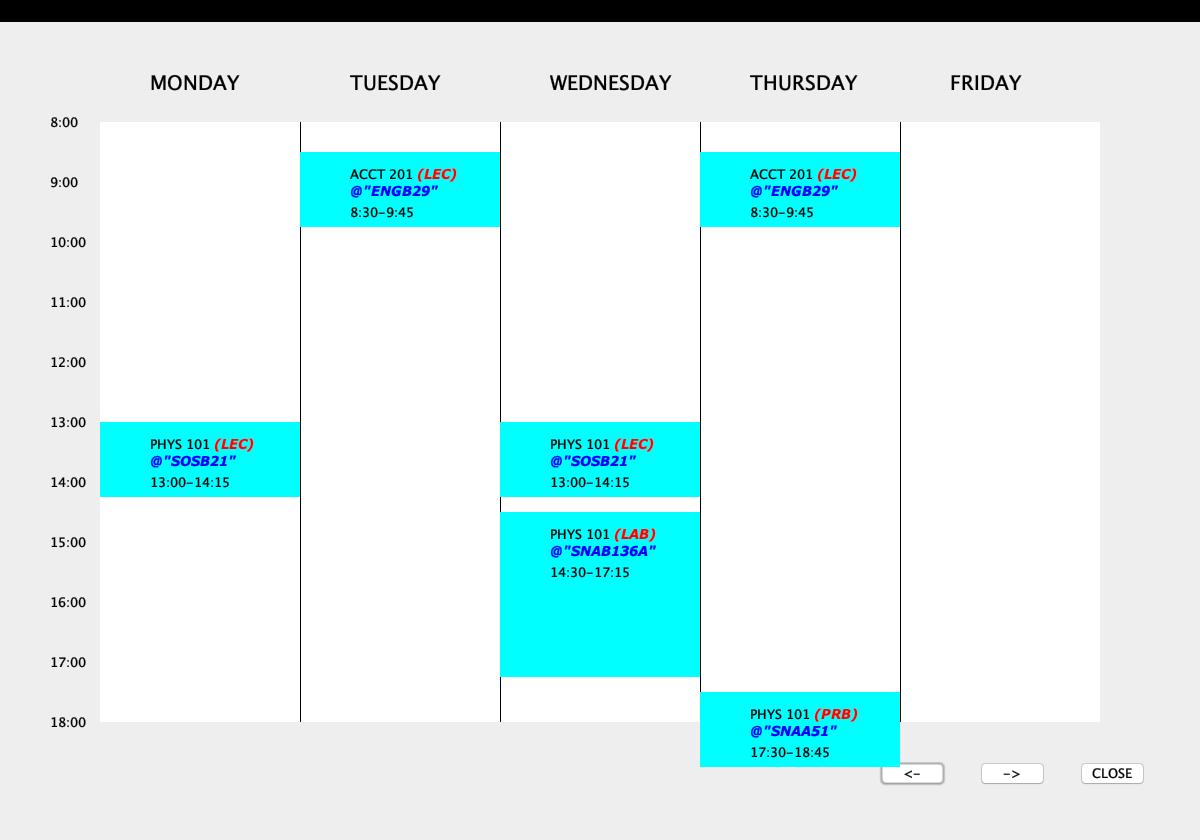 MONDAY TUESDAY WEDNESDAY THURSDAY FRIDAY
8:00
ACCT 201 (LEC)
@"ENGB29"
8:30-9:45
ACCT 201 (LEC)
@"ENGB29"
8:30-9:45
9:00
10:00
11:00
12:00
13:00
PHYS 101 (LEC)
@"SOSB21"
13:00-14:15
PHYS 101 (LEC)
@"SOSB21"
13:00-14:15
14:00
PHYS 101 (LAB)
@"SNAB136A"
14:30-17:15
15:00
16:00
17:00
PHYS 101 (PRB)
@"SNAA51"
17:30-18:45
18:00
<- -> CLOSE